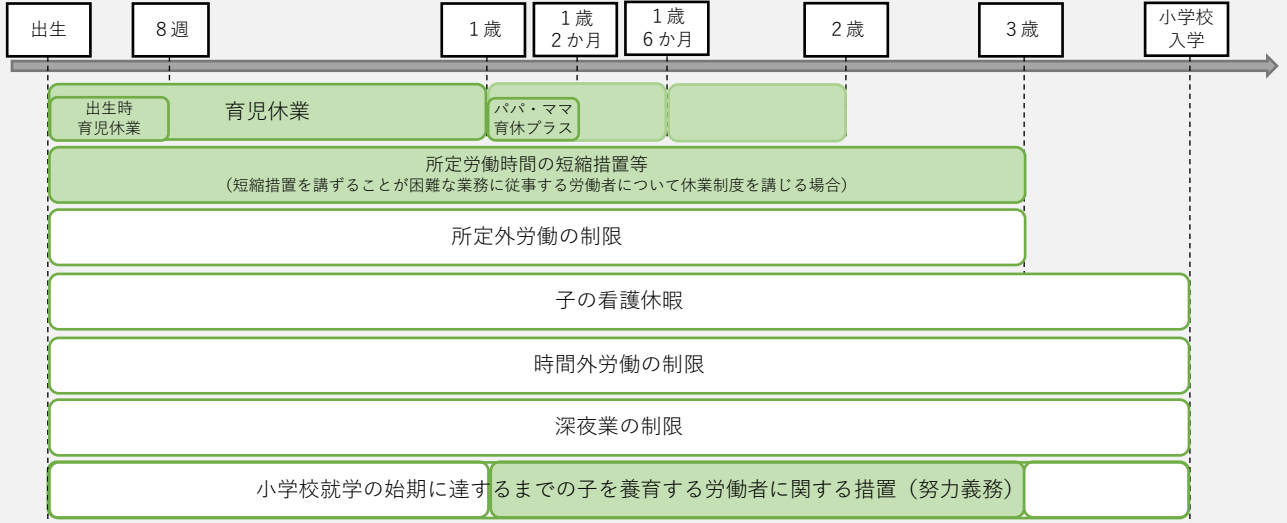 出生
８週
１歳
１歳
２か月
１歳
６か月
２歳
３歳
小学校
入学
育児休業
出生時
育児休業
パパ・ママ
育休プラス
所定労働時間の短縮措置等
（短縮措置を講ずることが困難な業務に従事する労働者について休業制度を講じる場合）
所定外労働の制限
子の看護休暇
時間外労働の制限
深夜業の制限
小学校就学の始期に達するまでの子を養育する労働者に関する措置（努力義務）